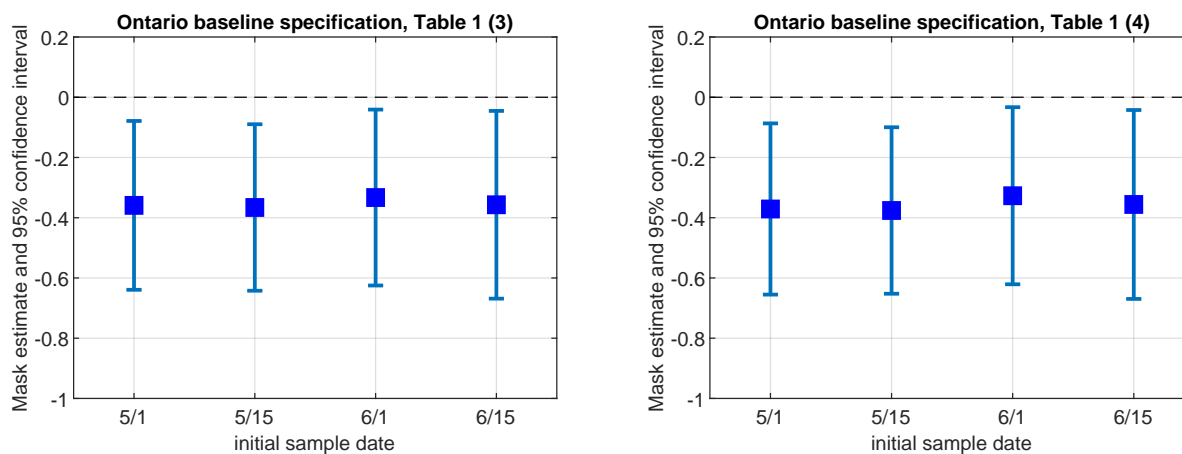 Ontario baseline specification, Table 1 (3)
Mask estimate and 95% confidence interval
0.2
0
-0.2
-0.4
-0.6
-0.8
-1
5/1 5/15 6/1 6/15
initial sample date
Ontario baseline specification, Table 1 (4)
Mask estimate and 95% confidence interval
0.2
0
-0.2
-0.4
-0.6
-0.8
-1
5/1 5/15 6/1 6/15
initial sample date